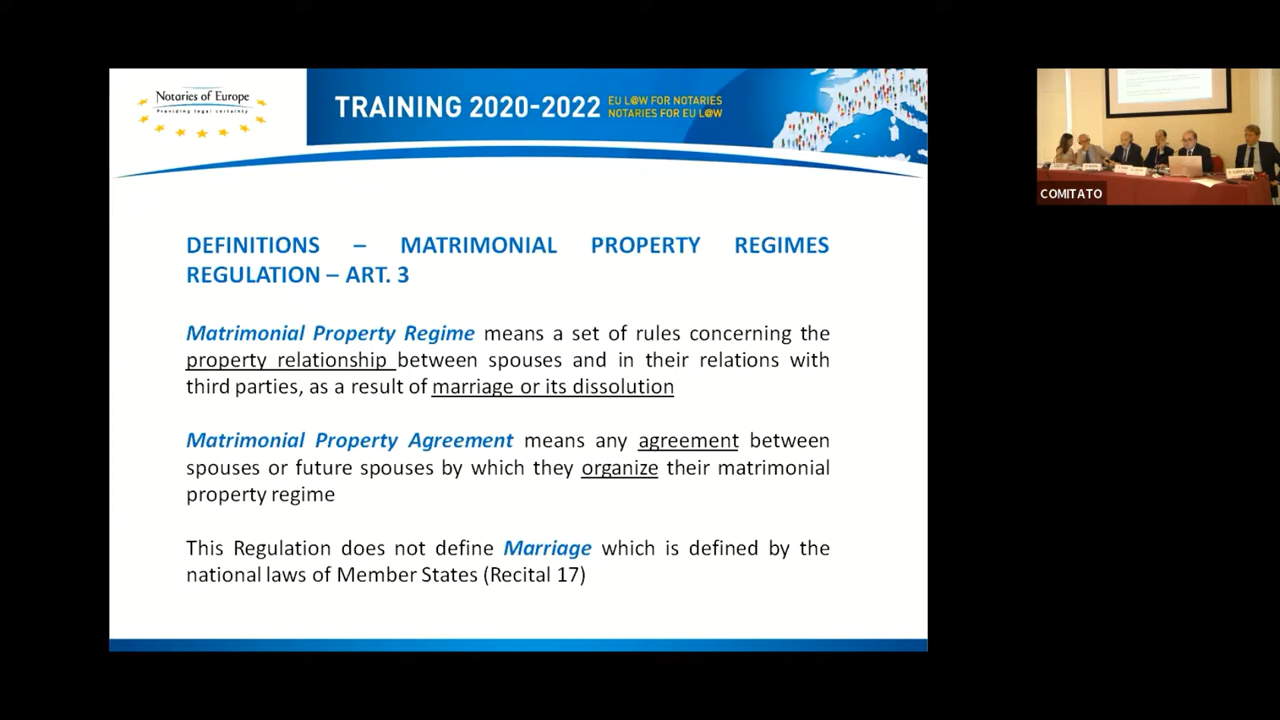 Notaries of Europe
Providing legal certainty
TRAINING 2020-2022
EU L@W FOR NOTARIES
NOTARIES FOR EU L@W
COMITATO
DEFINITIONS – MATRIMONIAL PROPERTY REGIMES
REGULATION – ART. 3
Matrimonial Property Regime means a set of rules concerning the
property relationship between spouses and in their relations with
third parties, as a result of marriage or its dissolution
Matrimonial Property Agreement means any agreement between
spouses or future spouses by which they organize their matrimonial
property regime
This Regulation does not define Marriage which is defined by the
national laws of Member States (Recital 17)